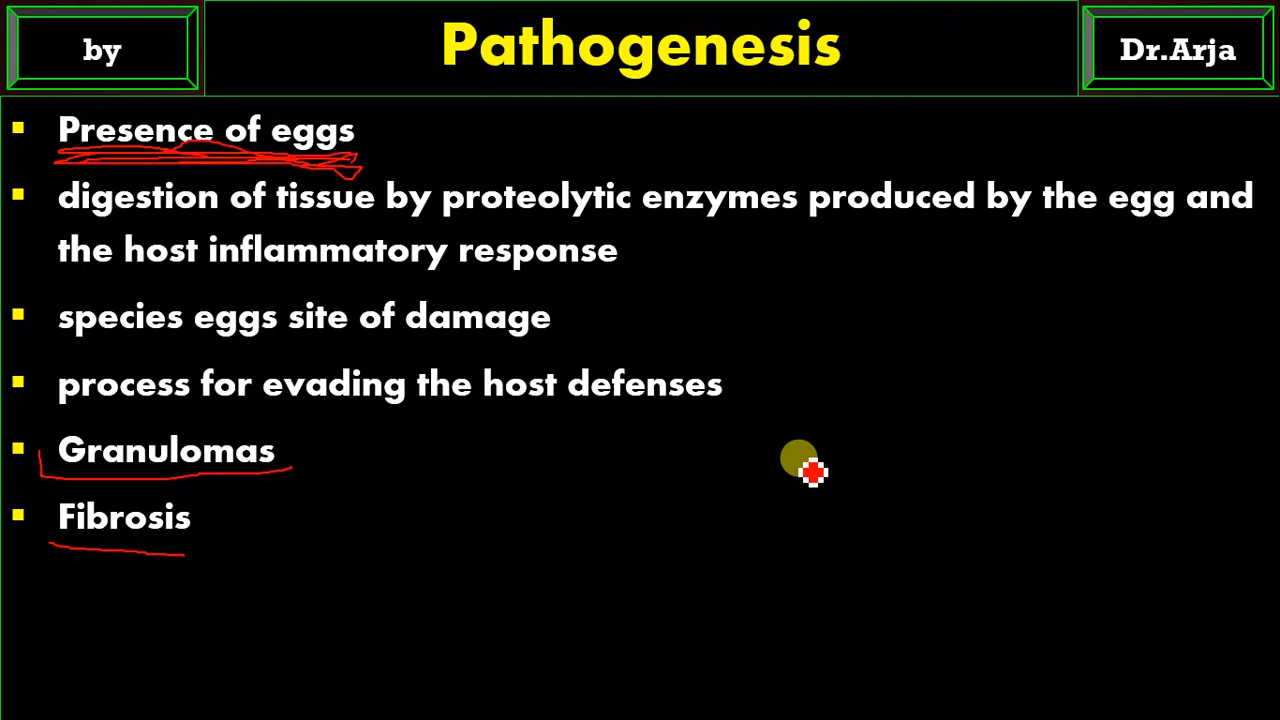 by
Pathogenesis
Dr.Arja
Presence of eggs
digestion of tissue by proteolytic enzymes produced by the egg and
the host inflammatory response
species eggs site of damage
process for evading the host defenses
Granulomas
Fibrosis